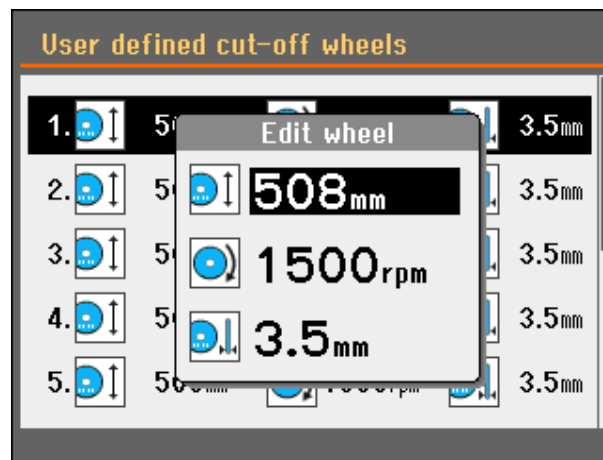 User defined cut-off wheels
1. 3.5mm
Edit wheel
2. 508mm 3.5mm
3. 1500rpm 3.5mm
4. 3.5mm 3.5mm
5. 3.5mm